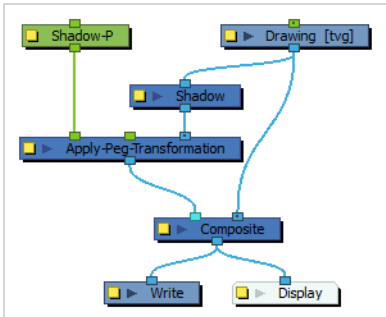 Shadow-P
Drawing [tvg]
Shadow
Apply-Peg-Transformation
Composite
Write
Display